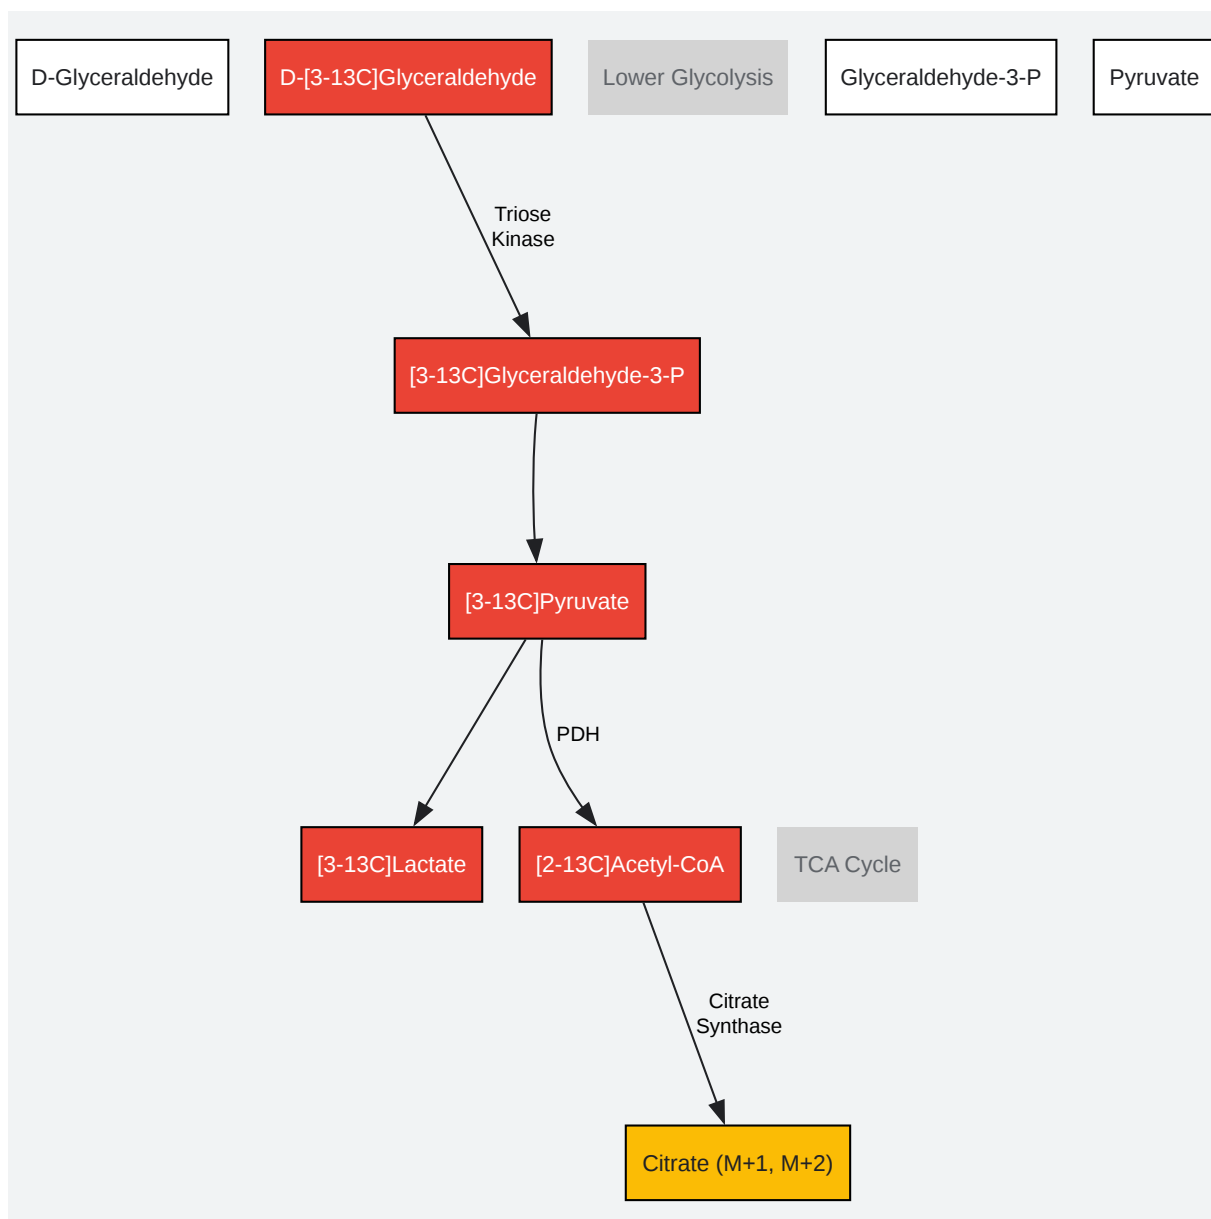 D-Glyceraldehyde
D-[3-13C]Glyceraldehyde
Lower Glycolysis
Glyceraldehyde-3-P
Pyruvate
Triose
Kinase
[3-13C]Glyceraldehyde-3-P
[3-13C]Pyruvate
PDH
[3-13C]Lactate
[2-13C]Acetyl-CoA
TCA Cycle
Citrate
Synthase
Citrate (M+1, M+2)